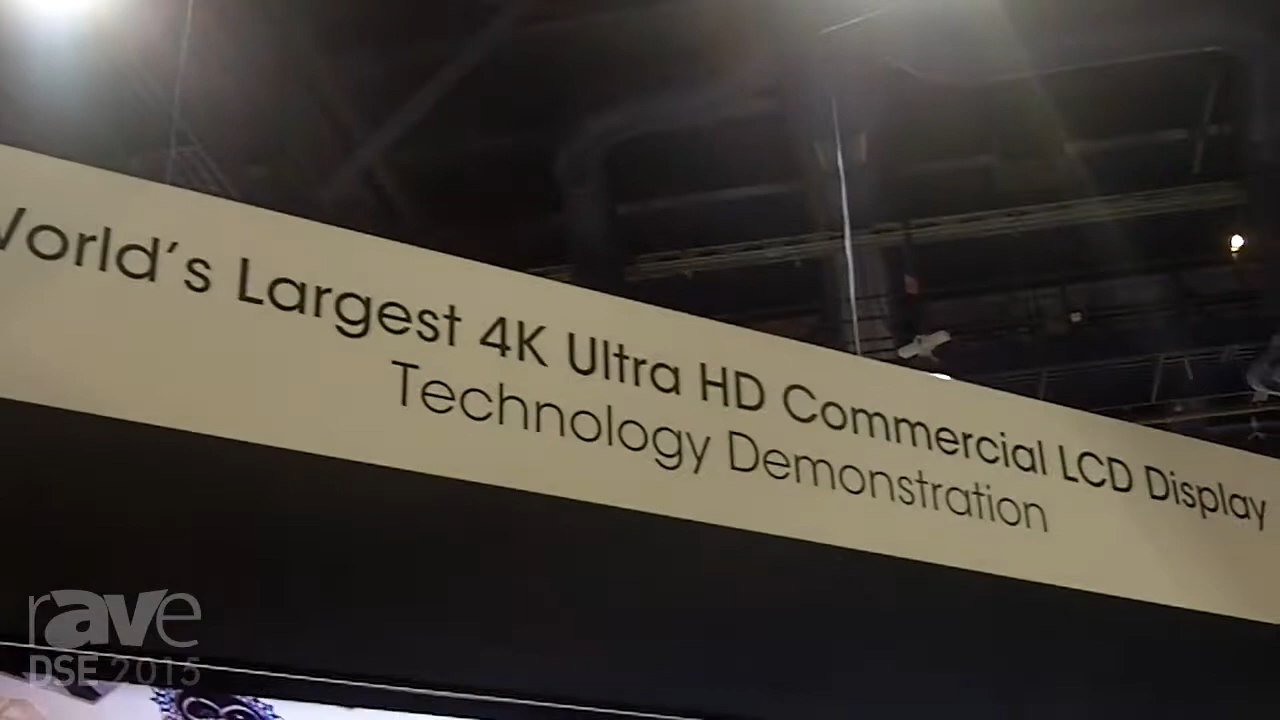 World's Largest 4K Ultra HD Commercial LCD Display
Technology Demonstration
rave
DSE 2015